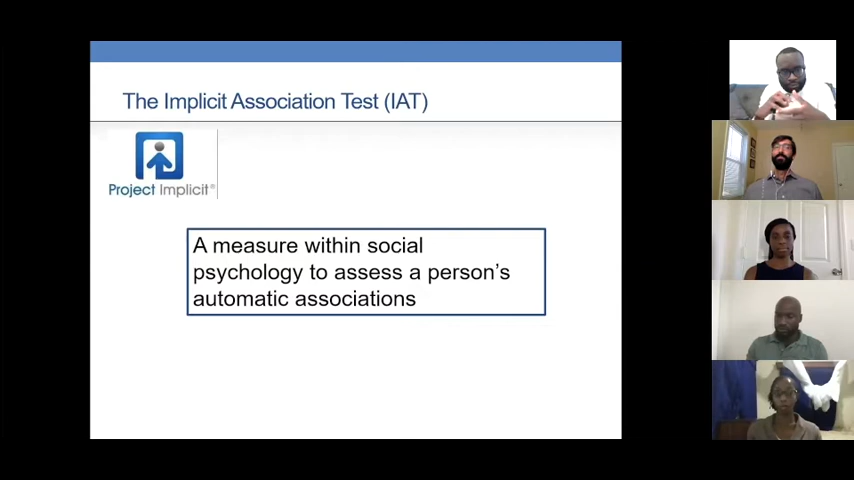 The Implicit Association Test (IAT)
Project Implicit®
A measure within social
psychology to assess a person's
automatic associations